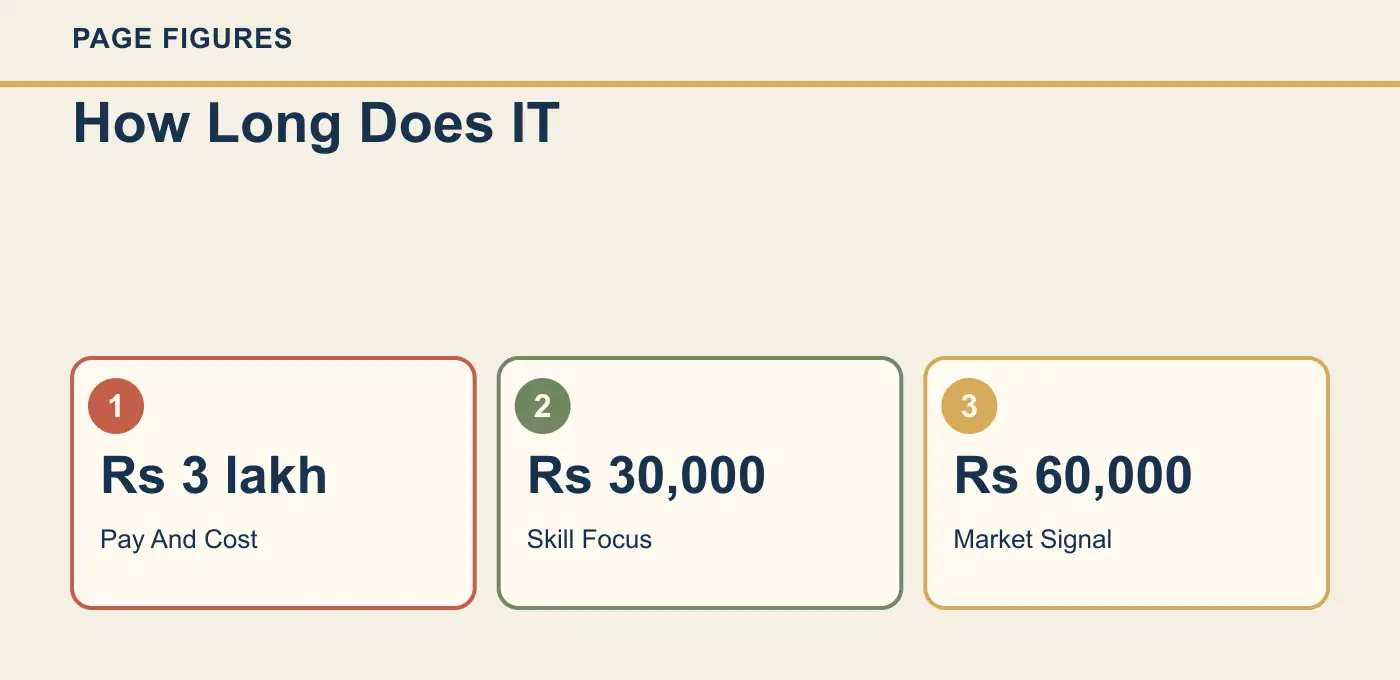 PAGE FIGURES
How Long Does IT
1
Rs 3 lakh
Pay And Cost
2
Rs 30,000
Skill Focus
3
Rs 60,000
Market Signal